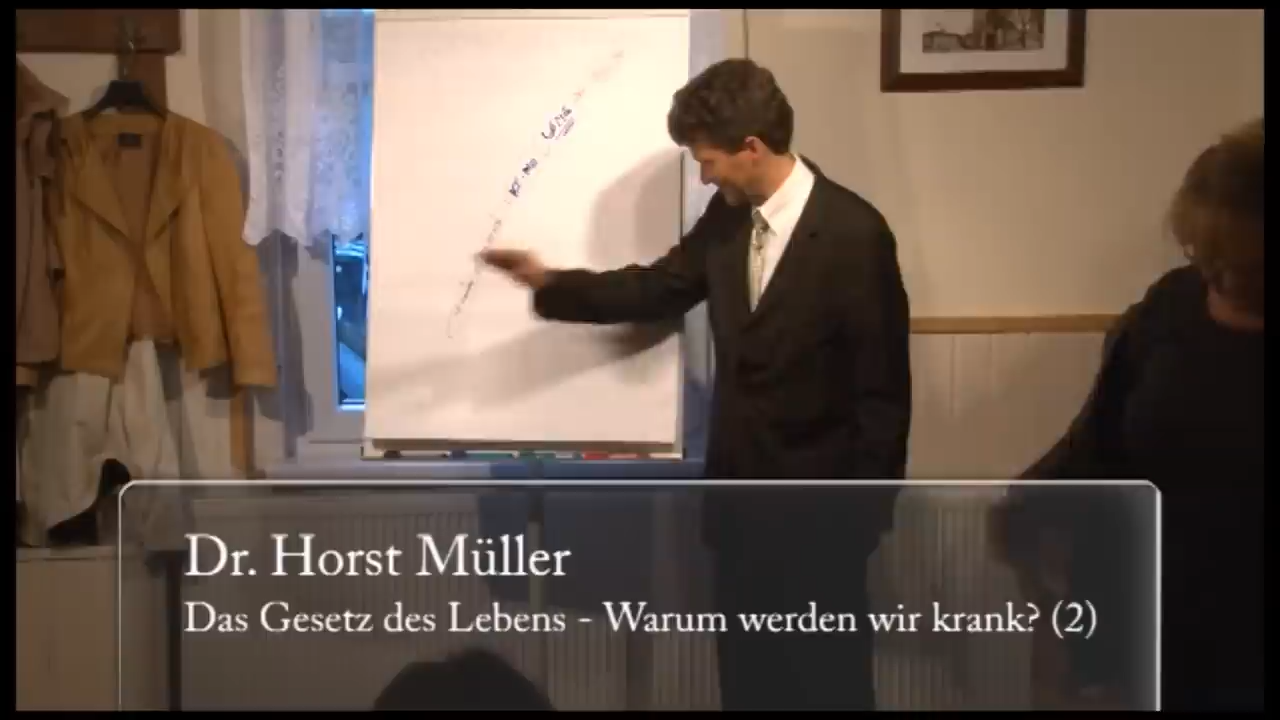 Dr. Horst Müller
Das Gesetz des Lebens - Warum werden wir krank? (2)